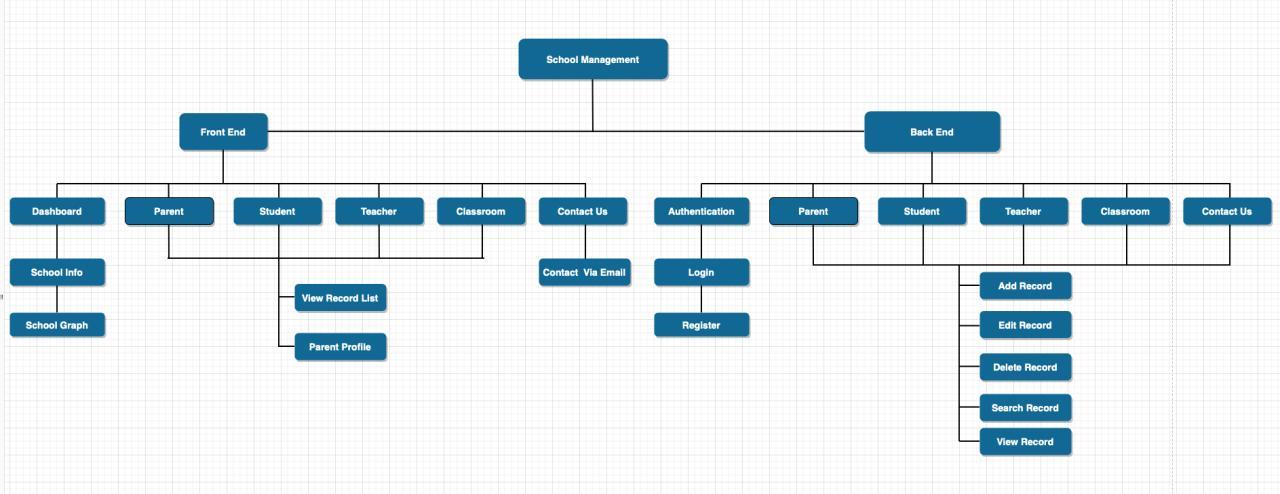 School Management
Front End
Back End
Dashboard
Parent
Student
Teacher
Classroom
Contact Us
Authentication
Parent
Student
Teacher
Classroom
Contact Us
School Info
Contact Via Email
Login
School Graph
View Record List
Parent Profile
Register
Add Record
Edit Record
Delete Record
Search Record
View Record